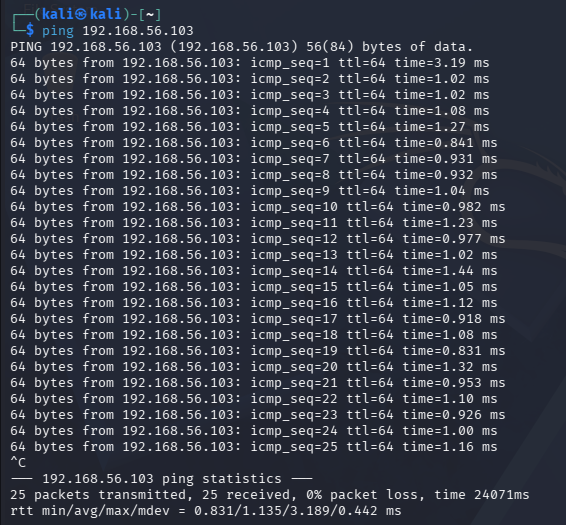 ┌──(kali㉿kali)-[~]
└─$ ping 192.168.56.103
PING 192.168.56.103 (192.168.56.103) 56(84) bytes of data.
64 bytes from 192.168.56.103: icmp_seq=1 ttl=64 time=3.19 ms
64 bytes from 192.168.56.103: icmp_seq=2 ttl=64 time=1.02 ms
64 bytes from 192.168.56.103: icmp_seq=3 ttl=64 time=1.02 ms
64 bytes from 192.168.56.103: icmp_seq=4 ttl=64 time=1.08 ms
64 bytes from 192.168.56.103: icmp_seq=5 ttl=64 time=1.27 ms
64 bytes from 192.168.56.103: icmp_seq=6 ttl=64 time=0.841 ms
64 bytes from 192.168.56.103: icmp_seq=7 ttl=64 time=0.931 ms
64 bytes from 192.168.56.103: icmp_seq=8 ttl=64 time=0.932 ms
64 bytes from 192.168.56.103: icmp_seq=9 ttl=64 time=1.04 ms
64 bytes from 192.168.56.103: icmp_seq=10 ttl=64 time=0.982 ms
64 bytes from 192.168.56.103: icmp_seq=11 ttl=64 time=1.23 ms
64 bytes from 192.168.56.103: icmp_seq=12 ttl=64 time=0.977 ms
64 bytes from 192.168.56.103: icmp_seq=13 ttl=64 time=1.02 ms
64 bytes from 192.168.56.103: icmp_seq=14 ttl=64 time=1.44 ms
64 bytes from 192.168.56.103: icmp_seq=15 ttl=64 time=1.05 ms
64 bytes from 192.168.56.103: icmp_seq=16 ttl=64 time=1.12 ms
64 bytes from 192.168.56.103: icmp_seq=17 ttl=64 time=0.918 ms
64 bytes from 192.168.56.103: icmp_seq=18 ttl=64 time=1.08 ms
64 bytes from 192.168.56.103: icmp_seq=19 ttl=64 time=0.831 ms
64 bytes from 192.168.56.103: icmp_seq=20 ttl=64 time=1.32 ms
64 bytes from 192.168.56.103: icmp_seq=21 ttl=64 time=0.953 ms
64 bytes from 192.168.56.103: icmp_seq=22 ttl=64 time=1.10 ms
64 bytes from 192.168.56.103: icmp_seq=23 ttl=64 time=0.926 ms
64 bytes from 192.168.56.103: icmp_seq=24 ttl=64 time=1.00 ms
64 bytes from 192.168.56.103: icmp_seq=25 ttl=64 time=1.16 ms
^C
--- 192.168.56.103 ping statistics ---
25 packets transmitted, 25 received, 0% packet loss, time 24071ms
rtt min/avg/max/mdev = 0.831/1.135/3.189/0.442 ms